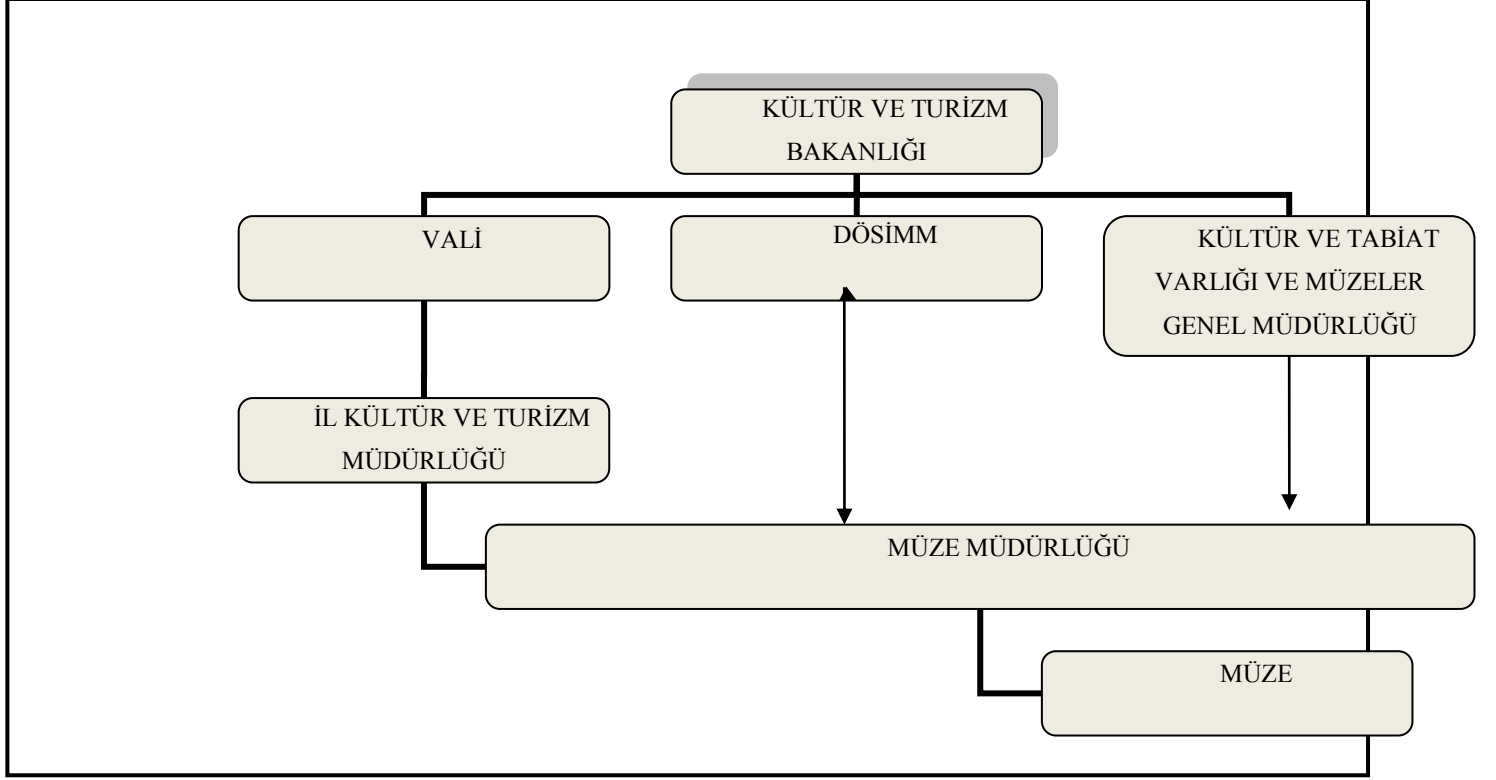 KÜLTÜR VE TURİZM
BAKANLIĞI
VALİ
DÖSİMM
KÜLTÜR VE TABİAT
VARLIĞI VE MÜZELER
GENEL MÜDÜRLÜĞÜ
İL KÜLTÜR VE TURİZM
MÜDÜRLÜĞÜ
MÜZE MÜDÜRLÜĞÜ
MÜZE